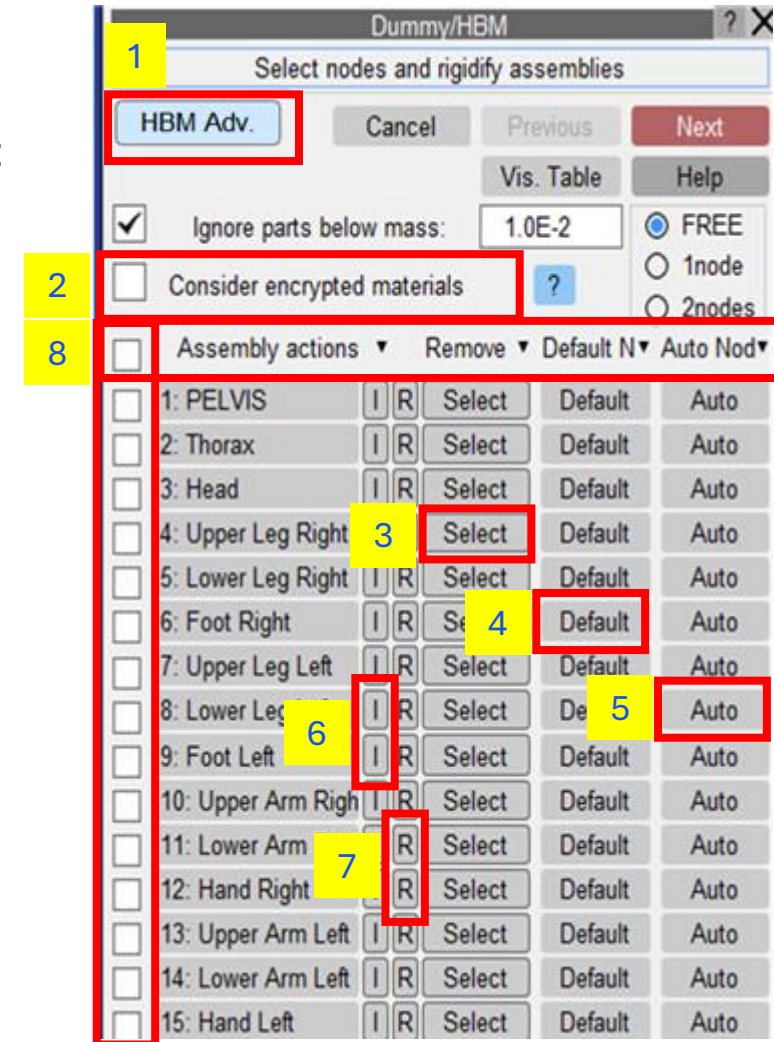 Dummy/HBM ? X
1
Select nodes and rigidify assemblies
HBM Adv. Cancel Previous Next
Vis. Table Help
Ignore parts below mass: 1.0E-2 FREE
1node
2 Consider encrypted materials ?
2nodes
8 Assembly actions Remove Default N Auto Nod
1: PELVIS I R Select Default Auto
2: Thorax I R Select Default Auto
3: Head I R Select Default Auto
4: Upper Leg Right 3 Select Default Auto
5: Lower Leg Right I R Select Default Auto
6: Foot Right I R Se 4 Default Auto
7: Upper Leg Left I R Select Default Auto
8: Lower Leg I R Select De 5 Auto
6
9: Foot Left I R Select Default Auto
10: Upper Arm Righ I R Select Default Auto
11: Lower Arm R Select Default Auto
7
12: Hand Right R Select Default Auto
13: Upper Arm Left I R Select Default Auto
14: Lower Arm Left I R Select Default Auto
15: Hand Left I R Select Default Auto